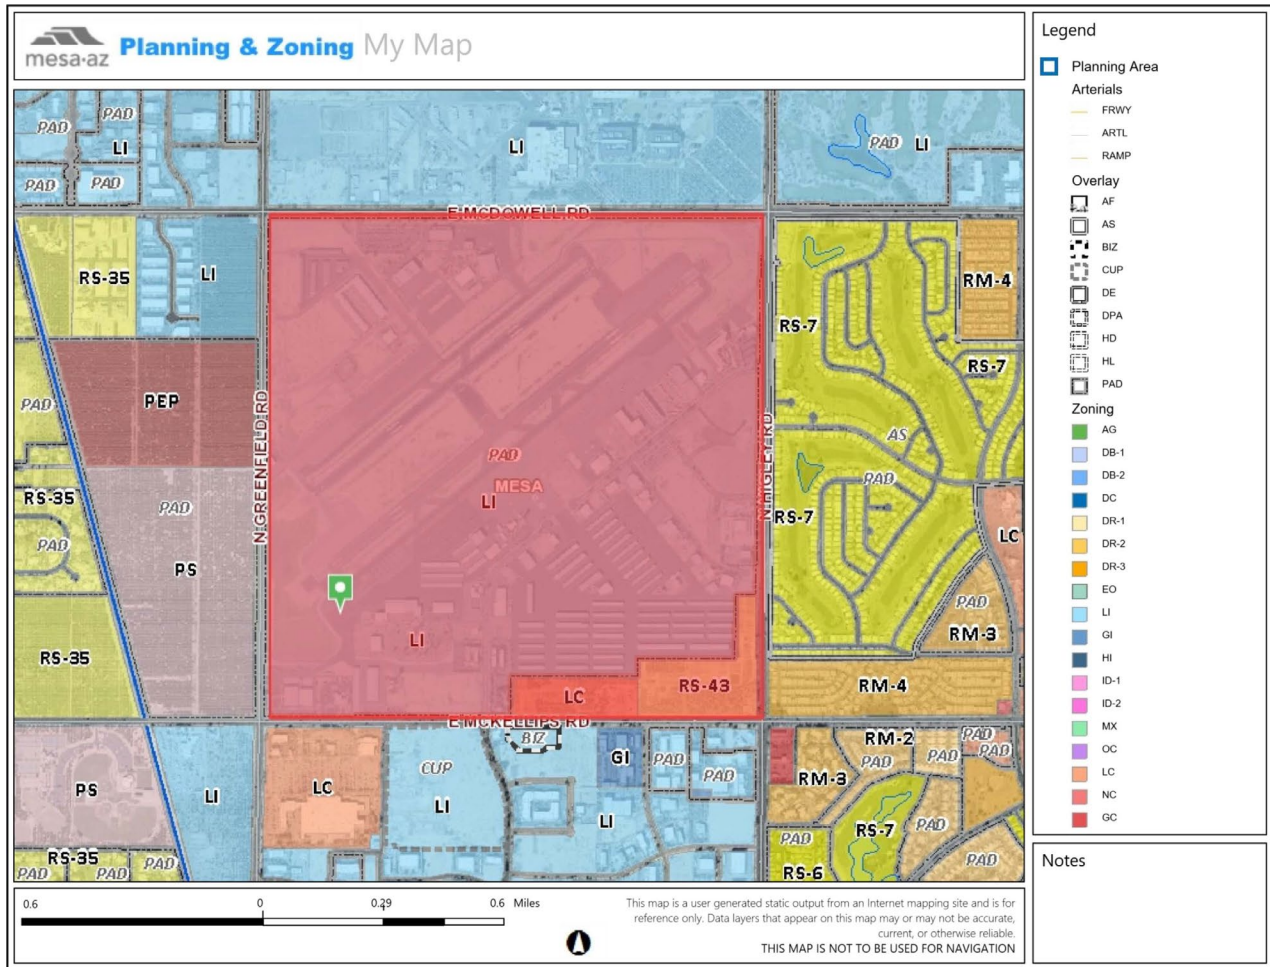 mesa·az Planning & Zoning My Map
PAD
PAD
LI
PAD
PAD
LI
PAD
LI
E MCDOWELL RD
RS-35
LI
RS-7
RM-4
RS-7
PAD
PEP
N GREENFIELD RD
N HIGLEY RD
AS
PAD
PAD
MESA
LI
RS-35
PAD
PAD
PS
RS-7
LC
PAD
RM-3
RS-35
LI
RS-43
LC
RM-4
E MCKELLIPS RD
BIZ
CUP
GI
PAD
PAD
RM-2
PAD
PAD
PAD
PAD
RM-3
PS
LI
LC
LI
LI
RS-7
PAD
PAD
RS-35
PAD
PAD
PAD
RS-6
PAD
Legend
Planning Area
Arterials
FRWY
ARTL
RAMP
Overlay
AF
AS
BIZ
CUP
DE
DPA
HD
HL
PAD
Zoning
AG
DB-1
DB-2
DC
DR-1
DR-2
DR-3
EO
LI
GI
HI
ID-1
ID-2
MX
OC
LC
NC
GC
Notes
0.6 0 0.29 0.6 Miles
This map is a user generated static output from an Internet mapping site and is for
reference only. Data layers that appear on this map may or may not be accurate,
current, or otherwise reliable.
THIS MAP IS NOT TO BE USED FOR NAVIGATION